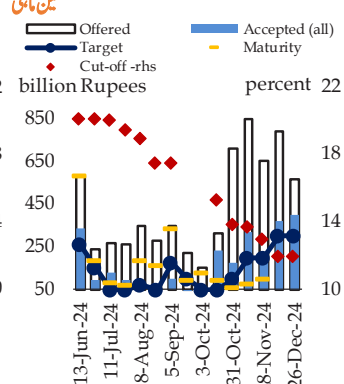 تین ماہی
Offered
Accepted (all)
Target
Maturity
Cut-off -rhs
billion Rupees
percent
850
650
450
250
50
22
18
14
10
13-Jun-24
11-Jul-24
8-Aug-24
5-Sep-24
3-Oct-24
31-Oct-24
28-Nov-24
26-Dec-24